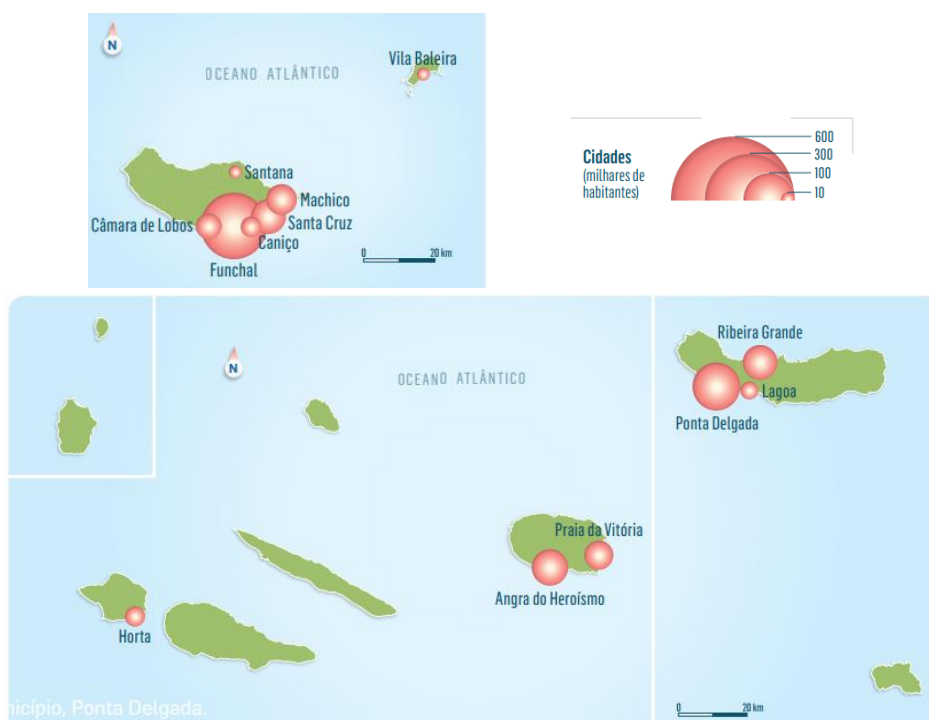 N
OCEANO ATLÂNTICO
Vila Baleira
Santana
Machico
Câmara de Lobos
Santa Cruz
Caniço
Funchal
0 20 km
Cidades
(milhares de
habitantes)
600
300
100
10
N
OCEANO ATLÂNTICO
Ribeira Grande
Lagoa
Ponta Delgada
Praia da Vitória
Angra do Heroísmo
Horta
0 20 km
nicípio, Ponta Delgada.